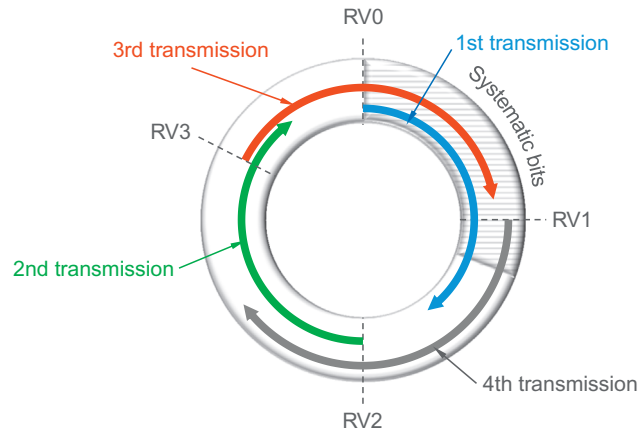 RV0
1st transmission
3rd transmission
Systematic bits
RV3
RV1
2nd transmission
4th transmission
RV2